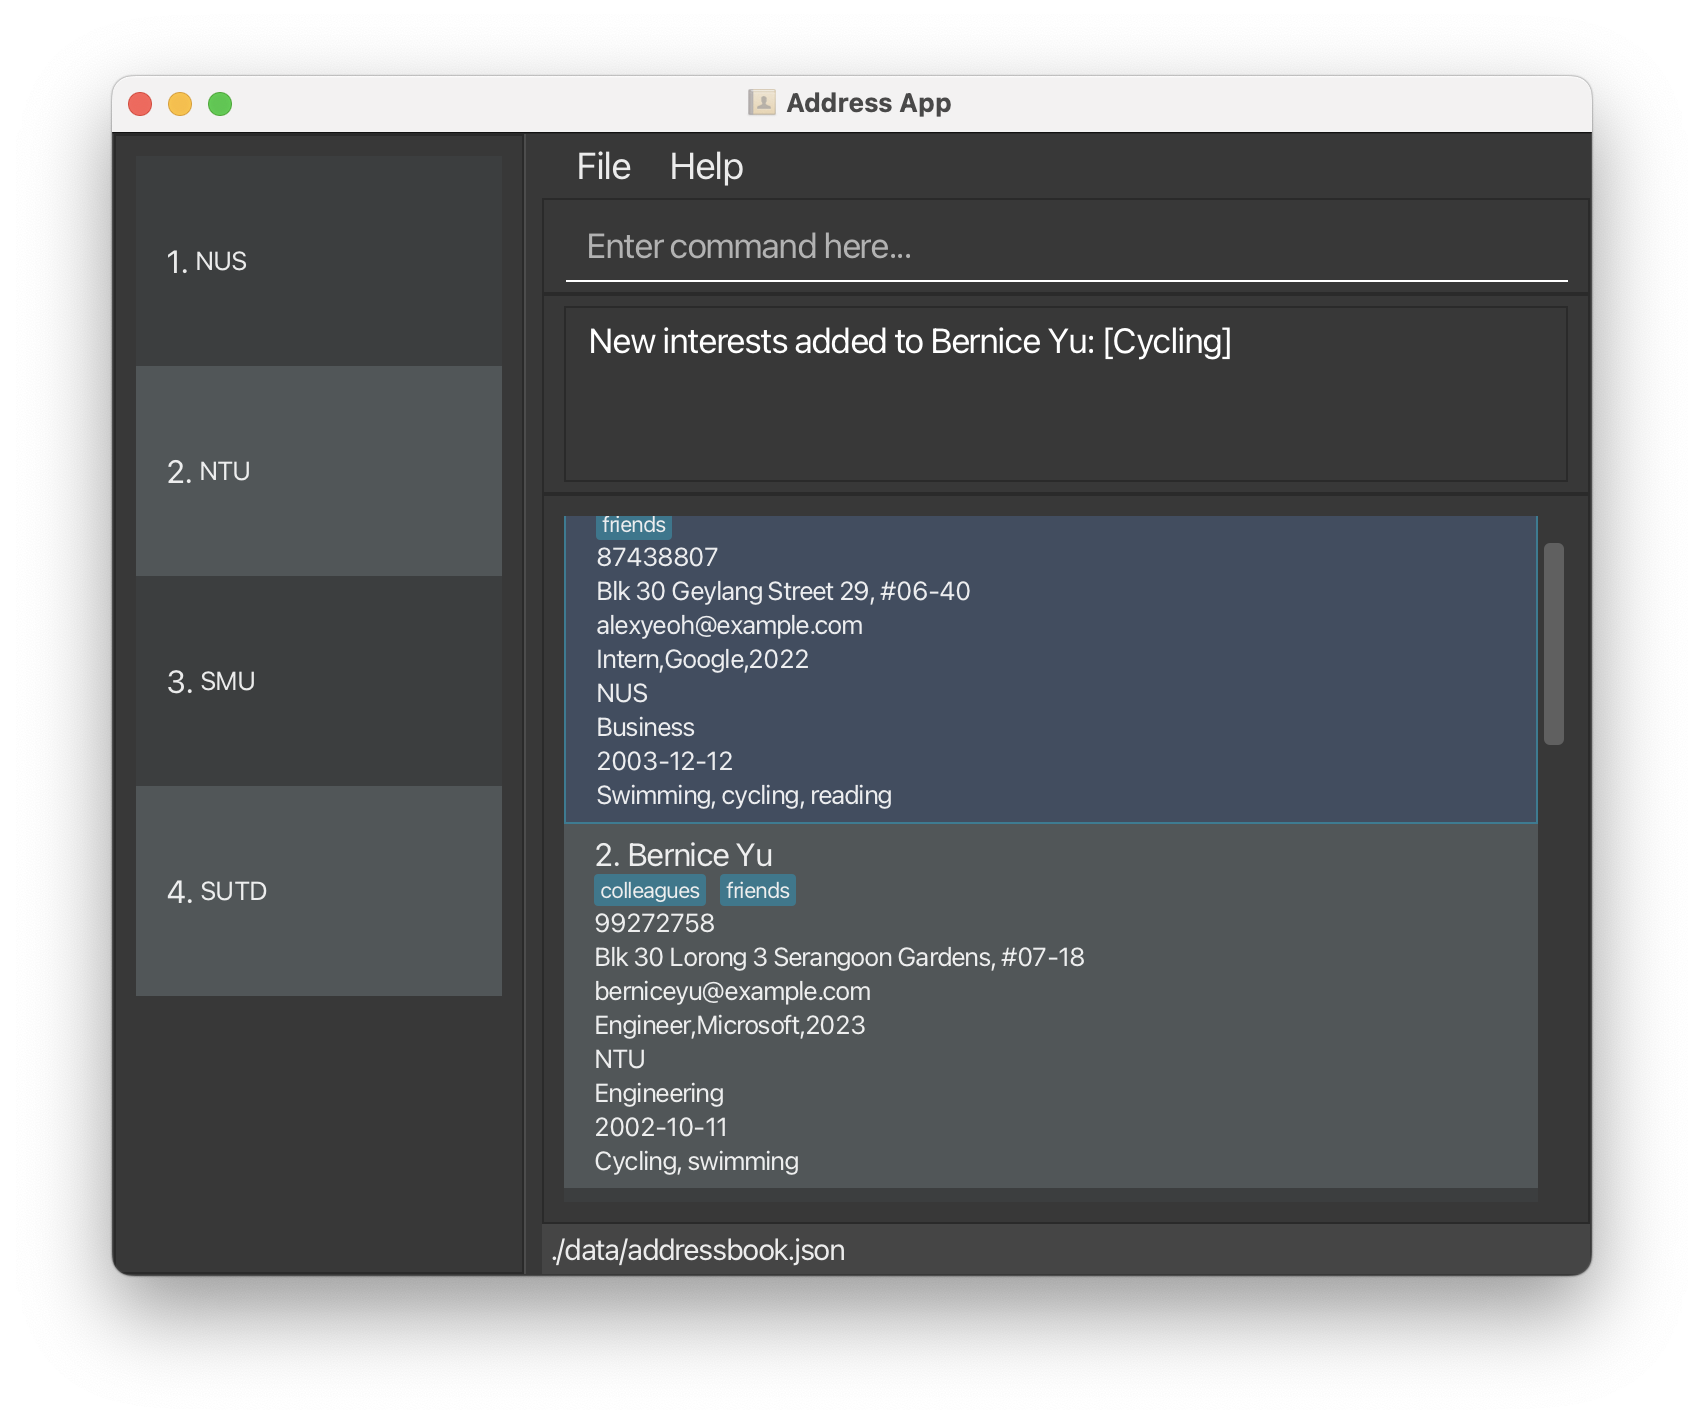 Address App
1. NUS
2. NTU
3. SMU
4. SUTD
File Help
Enter command here...
New interests added to Bernice Yu: [Cycling]
friends
87438807
Blk 30 Geylang Street 29, #06-40
alexyeoh@example.com
Intern,Google,2022
NUS
Business
2003-12-12
Swimming, cycling, reading
2. Bernice Yu
colleagues friends
99272758
Blk 30 Lorong 3 Serangoon Gardens, #07-18
berniceyu@example.com
Engineer,Microsoft,2023
NTU
Engineering
2002-10-11
Cycling, swimming
./data/addressbook.json